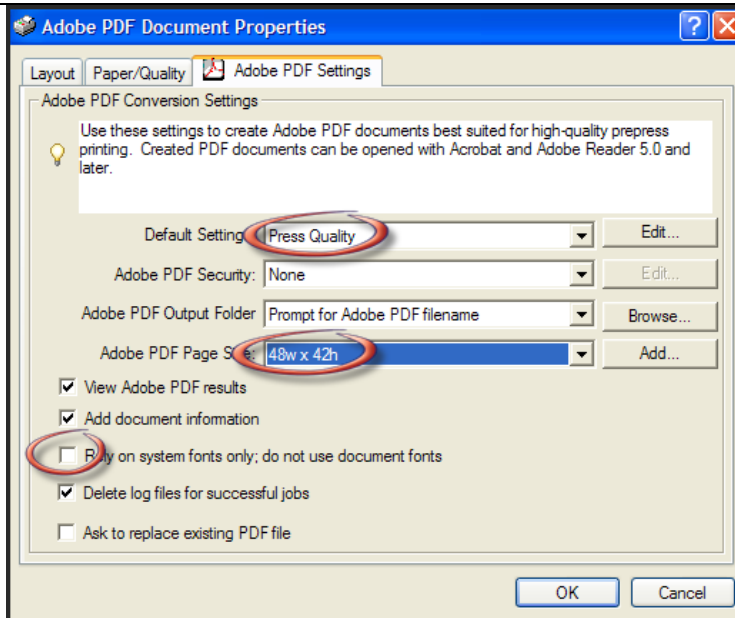 Adobe PDF Document Properties
Layout Paper/Quality Adobe PDF Settings
Adobe PDF Conversion Settings
Use these settings to create Adobe PDF documents best suited for high-quality prepress
printing. Created PDF documents can be opened with Acrobat and Adobe Reader 5.0 and
later.
Default Setting Press Quality Edit...
Adobe PDF Security: None Edit...
Adobe PDF Output Folder Prompt for Adobe PDF filename Browse...
Adobe PDF Page Size: 48w x 42h Add...
View Adobe PDF results
Add document information
Rely on system fonts only; do not use document fonts
Delete log files for successful jobs
Ask to replace existing PDF file
OK Cancel